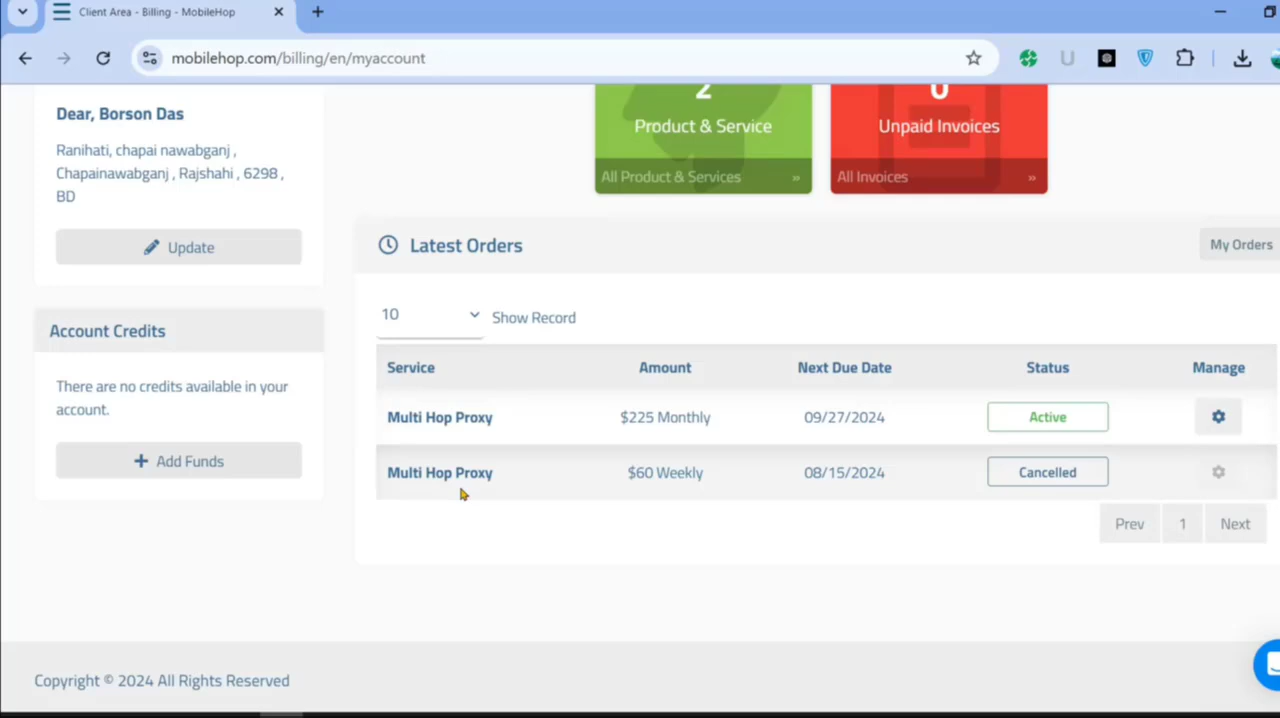 Client Area - Billing - MobileHop
mobilehop.com/billing/en/myaccount
Dear, Borson Das
Ranihati, chapai nawabganj ,
Chapainawabganj , Rajshahi , 6298 ,
BD
Update
Account Credits
There are no credits available in your
account.
Add Funds
2
Product & Service
All Product & Services »
0
Unpaid Invoices
All Invoices »
Latest Orders
My Orders
10 Show Record
Service Amount Next Due Date Status Manage
Multi Hop Proxy $225 Monthly 09/27/2024 Active
Multi Hop Proxy $60 Weekly 08/15/2024 Cancelled
Prev 1 Next
Copyright © 2024 All Rights Reserved